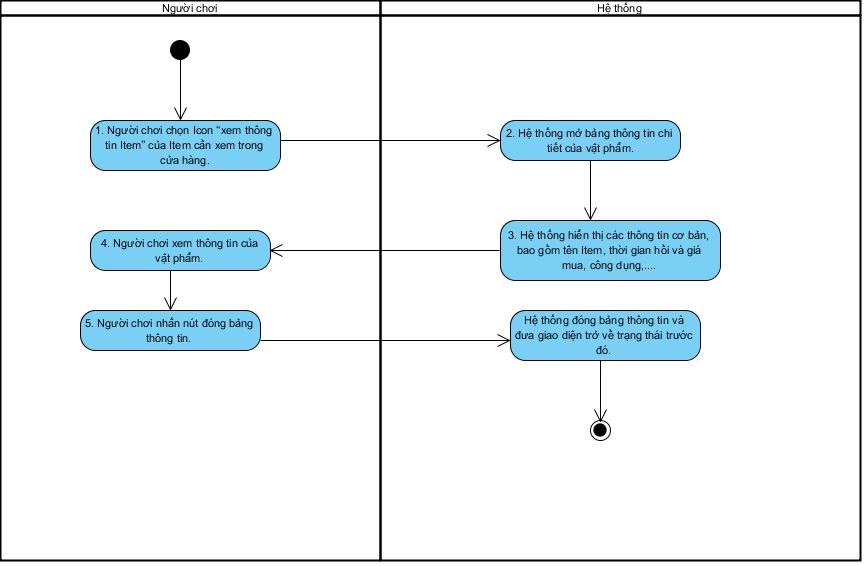 Người chơi
Hệ thống
1. Người chơi chọn Icon “xem thông
tin Item” của Item cần xem trong
cửa hàng.
2. Hệ thống mở bảng thông tin chi
tiết của vật phẩm.
3. Hệ thống hiển thị các thông tin cơ bản,
bao gồm tên Item, thời gian hồi và giá
mua, công dụng,....
4. Người chơi xem thông tin của
vật phẩm.
5. Người chơi nhấn nút đóng bảng
thông tin.
Hệ thống đóng bảng thông tin và
đưa giao diện trở về trạng thái trước
đó.